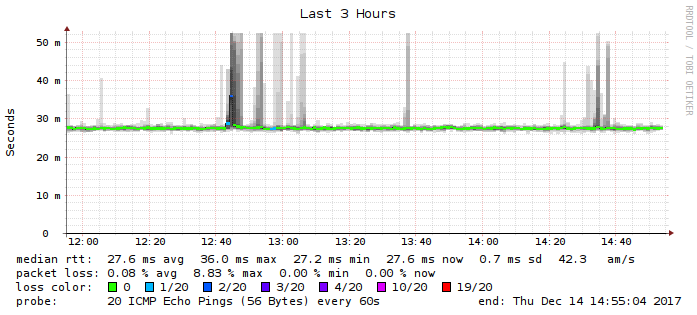 Last 3 Hours
RRDTOOL / TOBI OETIKER
Seconds
50 m
40 m
30 m
20 m
10 m
0
12:00 12:20 12:40 13:00 13:20 13:40 14:00 14:20 14:40
median rtt: 27.6 ms avg 36.0 ms max 27.2 ms min 27.6 ms now 0.7 ms sd 42.3 am/s
packet loss: 0.08 % avg 8.83 % max 0.00 % min 0.00 % now
loss color: 0 1/20 2/20 3/20 4/20 10/20 19/20
probe: 20 ICMP Echo Pings (56 Bytes) every 60s end: Thu Dec 14 14:55:04 2017